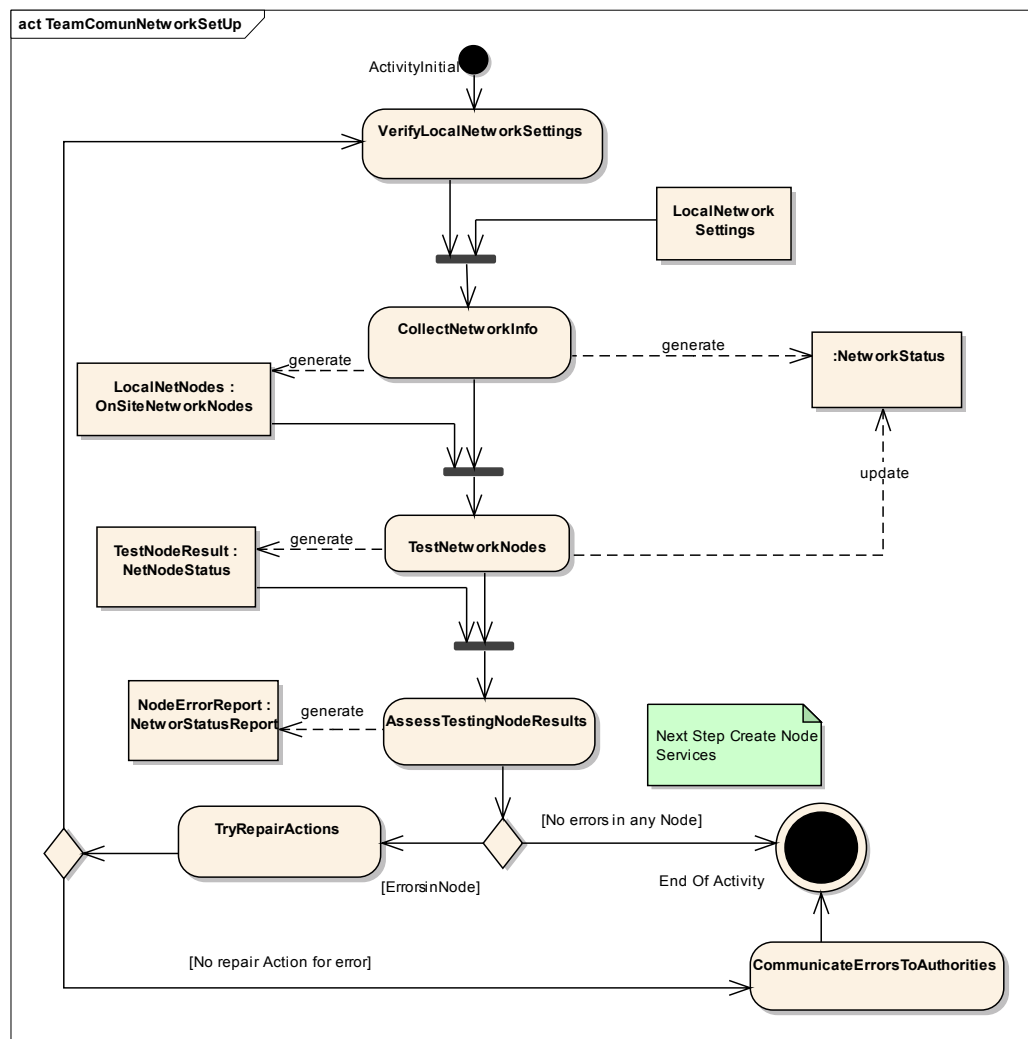 act TeamComunNetworkSetUp
ActivityInitial
VerifyLocalNetworkSettings
LocalNetwork
Settings
CollectNetworkInfo
generate
generate
:NetworkStatus
LocalNetNodes :
OnSiteNetworkNodes
update
TestNetworkNodes
generate
TestNodeResult :
NetNodeStatus
AssessTestingNodeResults
generate
NodeErrorReport :
NetworStatusReport
Next Step Create Node
Services
TryRepairActions
[No errors in any Node]
[ErrorsinNode]
End Of Activity
[No repair Action for error]
CommunicateErrorsToAuthorities